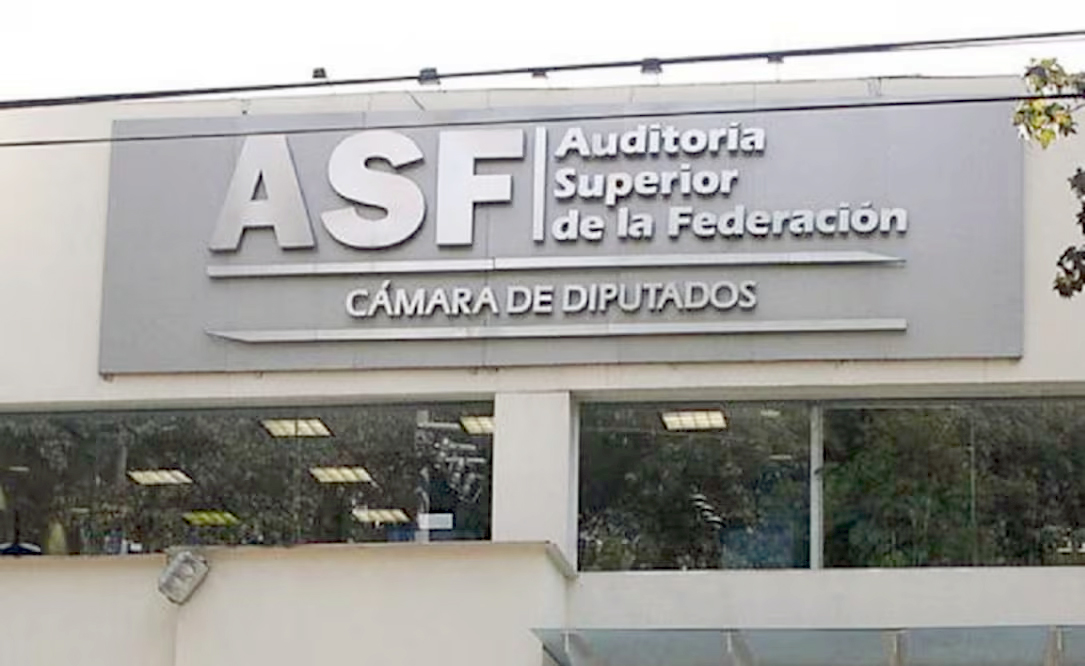 ASF
Auditoria
Superior
de la Federación
CÁMARA DE DIPUTADOS